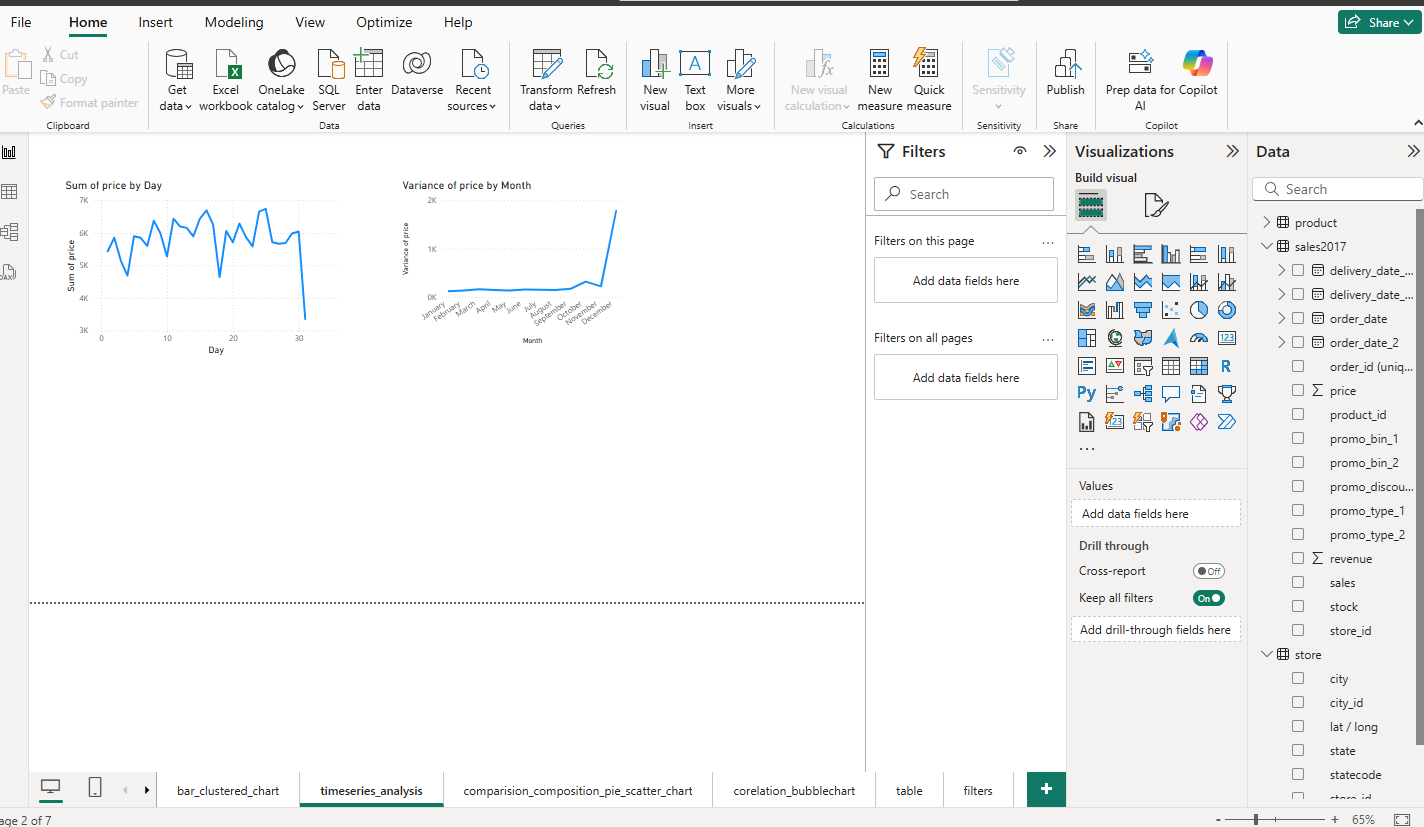 File Home Insert Modeling View Optimize Help Share
Paste Cut
Copy
Format painter
Clipboard
Get data
Excel workbook
OneLake catalog
SQL Server
Enter data
Dataverse
Recent sources
Data
Transform data
Refresh
Queries
New visual
Text box
More visuals
Insert
New visual calculation
New measure
Quick measure
Calculations
Sensitivity
Sensitivity
Publish
Share
Prep data for AI
Copilot
Copilot
Sum of price by Day
7K
6K
5K
4K
3K
Sum of price
0 10 20 30
Day
Variance of price by Month
2K
1K
0K
Variance of price
January February March April May June July August September October November December
Month
Filters
Search
Filters on this page ...
Add data fields here
Filters on all pages ...
Add data fields here
Visualizations
Build visual
123
R
Py
123
...
Values
Add data fields here
Drill through
Cross-report Off
Keep all filters On
Add drill-through fields here
Data
Search
product
sales2017
delivery_date_...
delivery_date_...
order_date
order_date_2
order_id (uniq...
Σ price
product_id
promo_bin_1
promo_bin_2
promo_discou...
promo_type_1
promo_type_2
Σ revenue
sales
stock
store_id
store
city
city_id
lat / long
state
statecode
store_id
bar_clustered_chart timeseries_analysis comparision_composition_pie_scatter_chart corelation_bubblechart table filters +
age 2 of 7
- + 65%